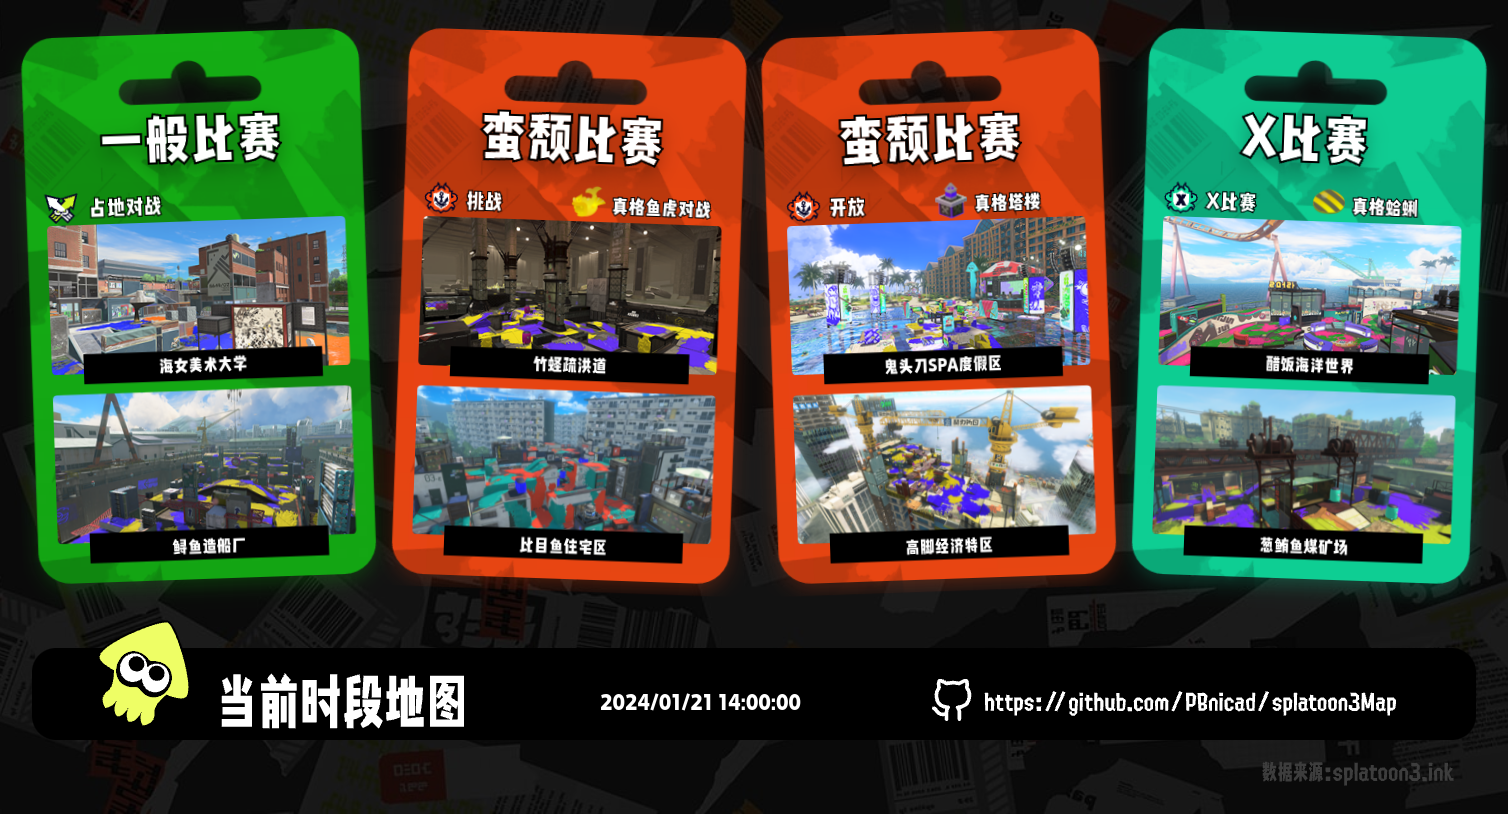 一般比赛
占地对战
海女美术大学
鲟鱼造船厂
蛮颓比赛
挑战
真格鱼虎对战
竹蛏疏洪道
比目鱼住宅区
蛮颓比赛
开放
真格塔楼
鬼头刀SPA度假区
高脚经济特区
X比赛
X比赛
真格蛤蜊
醋饭海洋世界
葱鲔鱼煤矿场
当前时段地图
2024/01/21 14:00:00
https://github.com/PBnicad/splatoon3Map
数据来源:splatoon3.ink